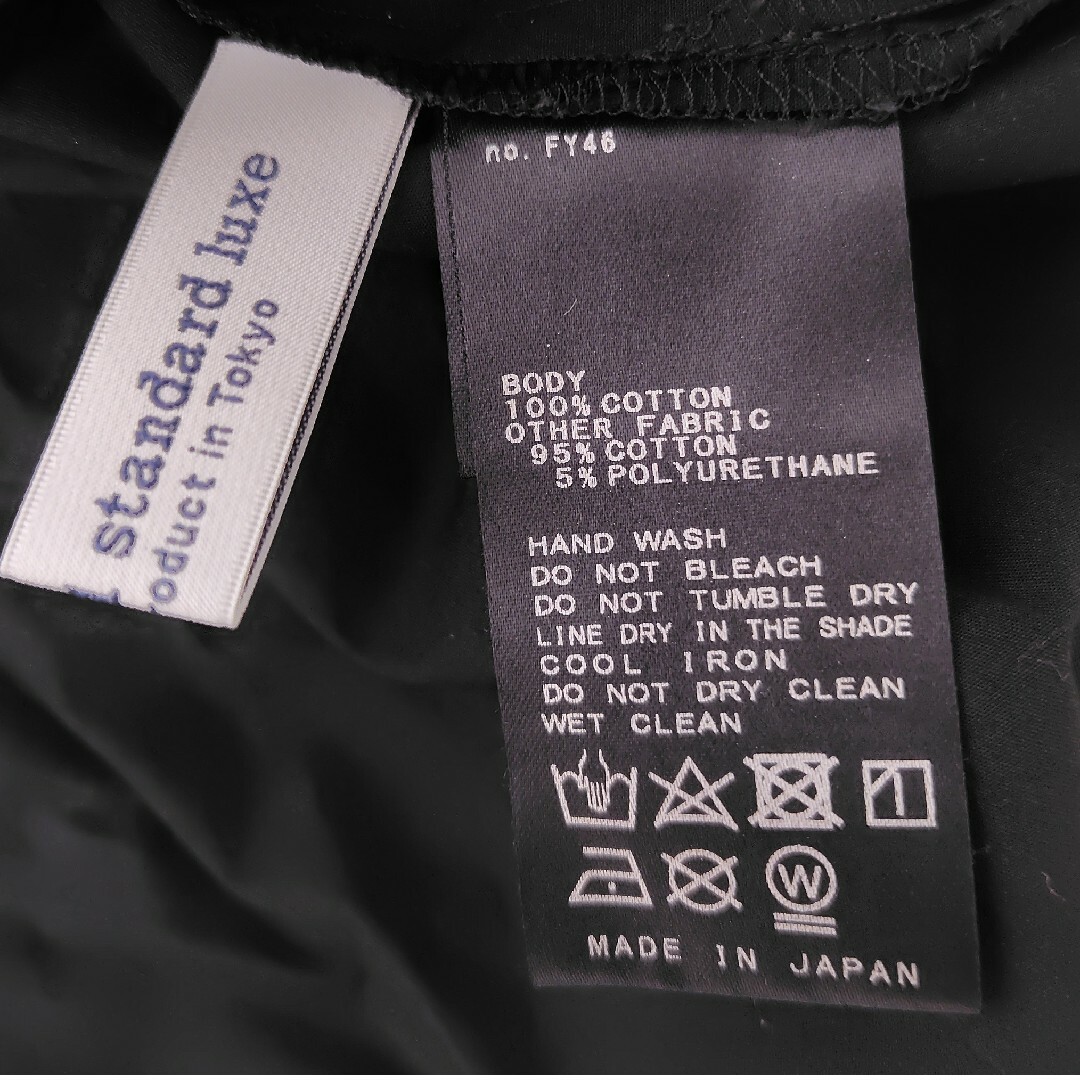 standard luxe
oduct in Tokyo
no. FY46
BODY
100% COTTON
OTHER FABRIC
95% COTTON
5% POLYURETHANE
HAND WASH
DO NOT BLEACH
DO NOT TUMBLE DRY
LINE DRY IN THE SHADE
COOL IRON
DO NOT DRY CLEAN
WET CLEAN
W
MADE IN JAPAN